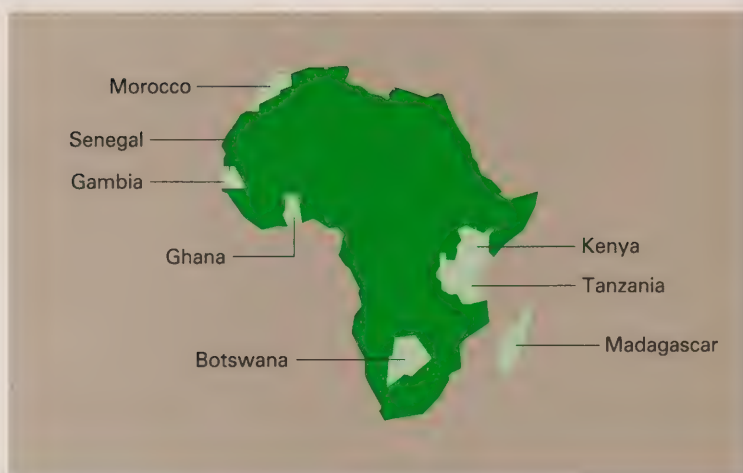 Morocco
Senegal
Gambia
Ghana
Kenya
Tanzania
Botswana
Madagascar